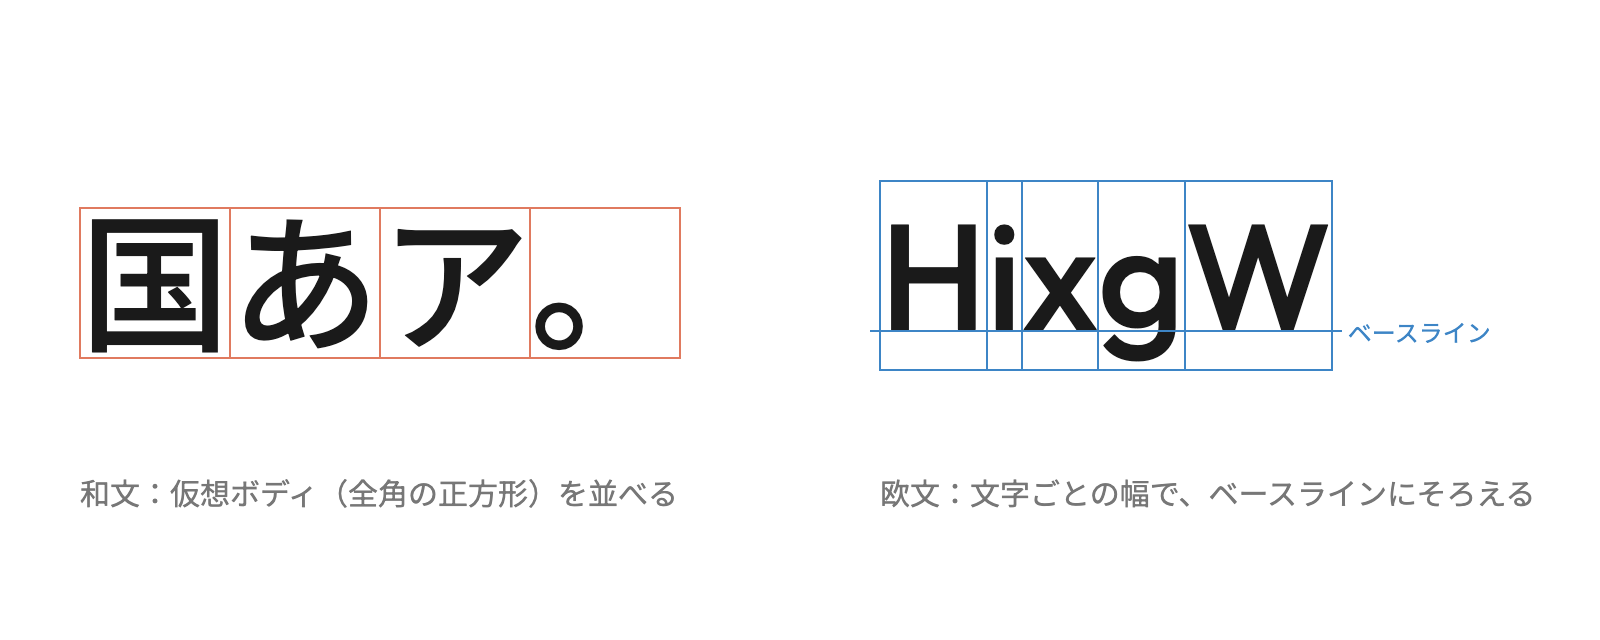 国あア。
HixgW
ベースライン
和文：仮想ボディ（全角の正方形）を並べる
欧文：文字ごとの幅で、ベースラインにそろえる